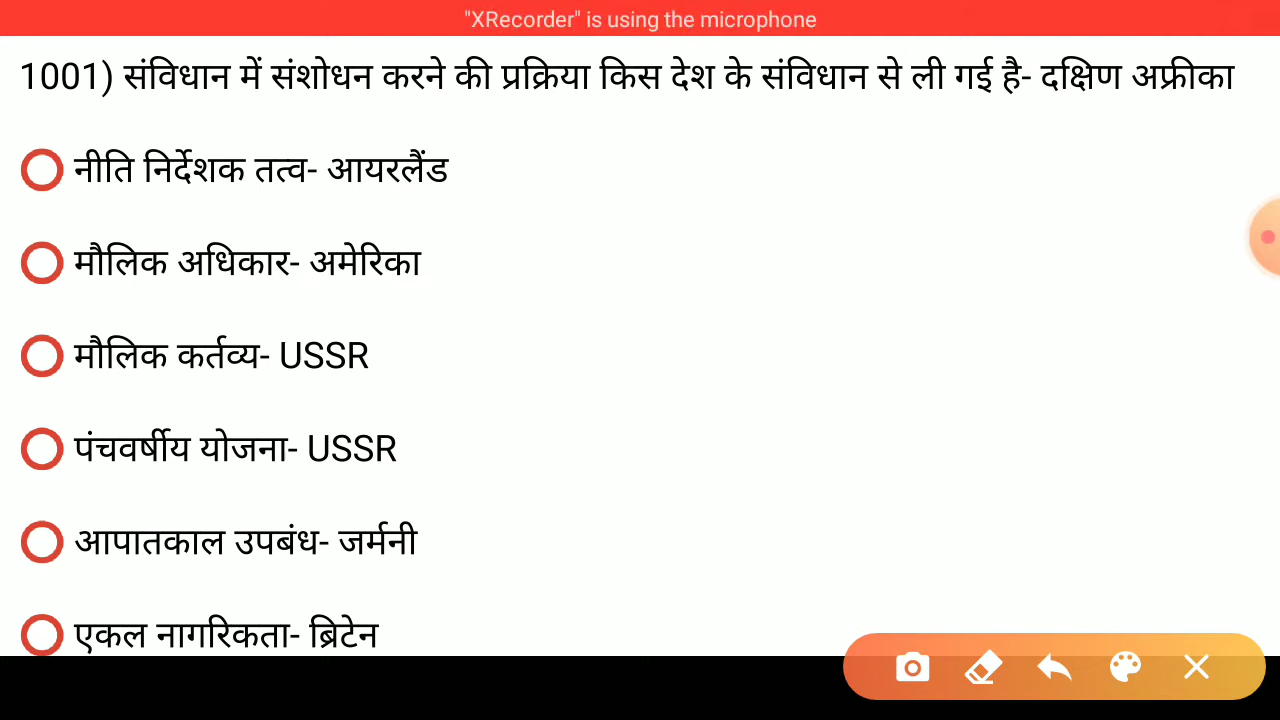 "XRecorder" is using the microphone
1001) संविधान में संशोधन करने की प्रक्रिया किस देश के संविधान से ली गई है- दक्षिण अफ्रीका
नीति निर्देशक तत्व- आयरलैंड
मौलिक अधिकार- अमेरिका
मौलिक कर्तव्य- USSR
पंचवर्षीय योजना- USSR
आपातकाल उपबंध- जर्मनी
एकल नागरिकता- ब्रिटेन